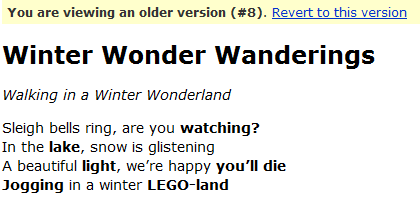 You are viewing an older version (#8). Revert to this version
Winter Wonder Wanderings
Walking in a Winter Wonderland
Sleigh bells ring, are you watching?
In the lake, snow is glistening
A beautiful light, we’re happy you’ll die
Jogging in a winter LEGO-land